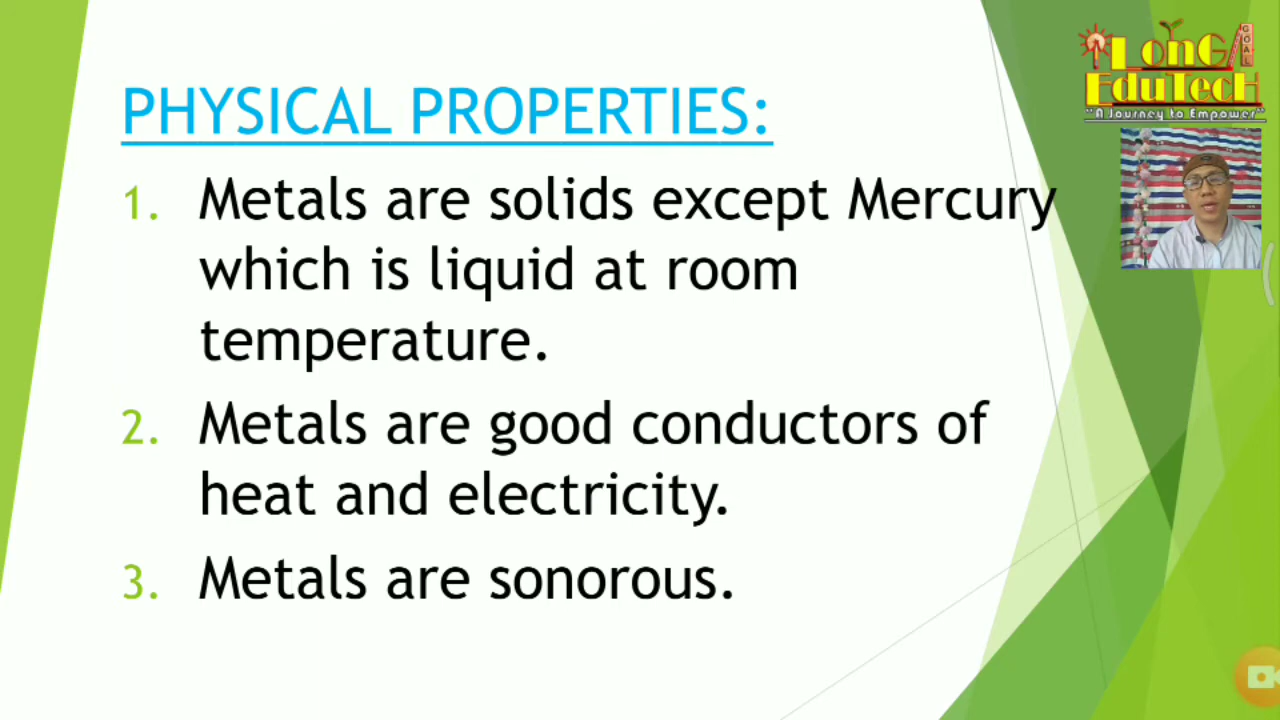 LonG
GOAL
EduTecH
"A Journey to Empower"
PHYSICAL PROPERTIES:
1. Metals are solids except Mercury
which is liquid at room
temperature.
2. Metals are good conductors of
heat and electricity.
3. Metals are sonorous.